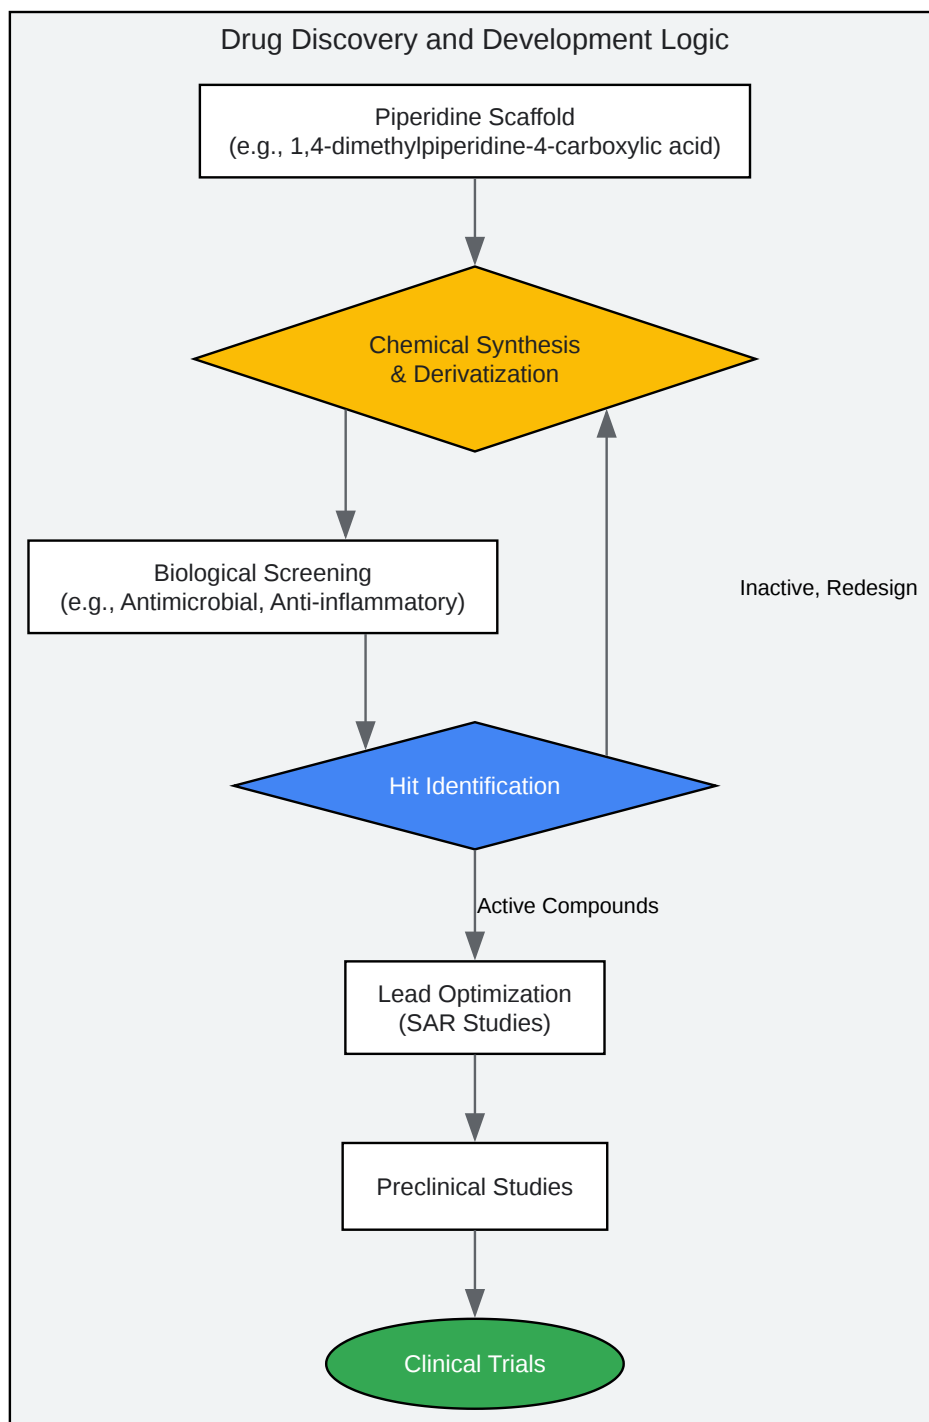 Drug Discovery and Development Logic
Piperidine Scaffold
(e.g., 1,4-dimethylpiperidine-4-carboxylic acid)
Chemical Synthesis
& Derivatization
Biological Screening
(e.g., Antimicrobial, Anti-inflammatory)
Inactive, Redesign
Hit Identification
Active Compounds
Lead Optimization
(SAR Studies)
Preclinical Studies
Clinical Trials